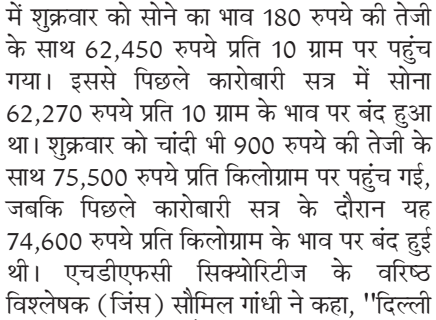 में शुक्रवार को सोने का भाव 180 रुपये की तेजी
के साथ 62,450 रुपये प्रति 10 ग्राम पर पहुंच
गया। इससे पिछले कारोबारी सत्र में सोना
62,270 रुपये प्रति 10 ग्राम के भाव पर बंद हुआ
था। शुक्रवार को चांदी भी 900 रुपये की तेजी के
साथ 75,500 रुपये प्रति किलोग्राम पर पहुंच गई,
जबकि पिछले कारोबारी सत्र के दौरान यह
74,600 रुपये प्रति किलोग्राम के भाव पर बंद हुई
थी। एचडीएफसी सिक्योरिटीज के वरिष्ठ
विश्लेषक (जिंस) सौमिल गांधी ने कहा, ''दिल्ली